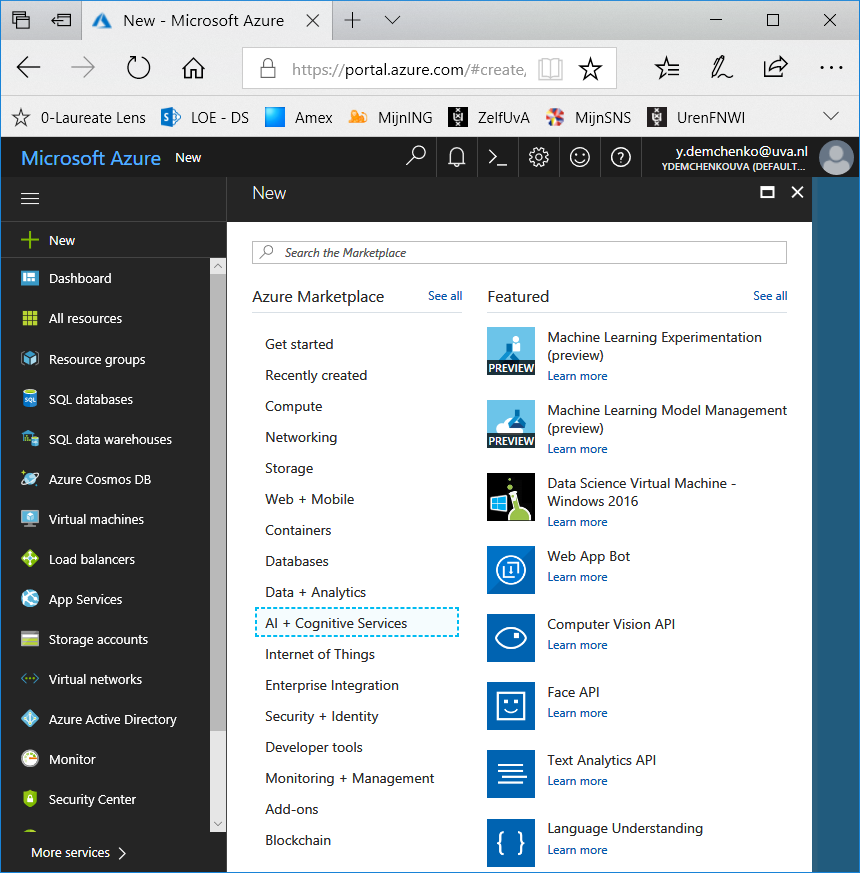 New - Microsoft Azure
https://portal.azure.com/#create,
0-Laureate Lens
LOE - DS
Amex
MijnING
ZelfUvA
MijnSNS
UrenFNWI
Microsoft Azure
New
y.demchenko@uva.nl
YDEMCHENKOUVA (DEFAULT...
New
Dashboard
All resources
Resource groups
SQL
SQL databases
SQL data warehouses
Azure Cosmos DB
Virtual machines
Load balancers
App Services
Storage accounts
Virtual networks
Azure Active Directory
Monitor
Security Center
More services
New
Search the Marketplace
Azure Marketplace
See all
Get started
Recently created
Compute
Networking
Storage
Web + Mobile
Containers
Databases
Data + Analytics
AI + Cognitive Services
Internet of Things
Enterprise Integration
Security + Identity
Developer tools
Monitoring + Management
Add-ons
Blockchain
Featured
See all
PREVIEW
Machine Learning Experimentation
(preview)
Learn more
PREVIEW
Machine Learning Model Management
(preview)
Learn more
Data Science Virtual Machine -
Windows 2016
Learn more
Web App Bot
Learn more
Computer Vision API
Learn more
Face API
Learn more
Text Analytics API
Learn more
Language Understanding
Learn more